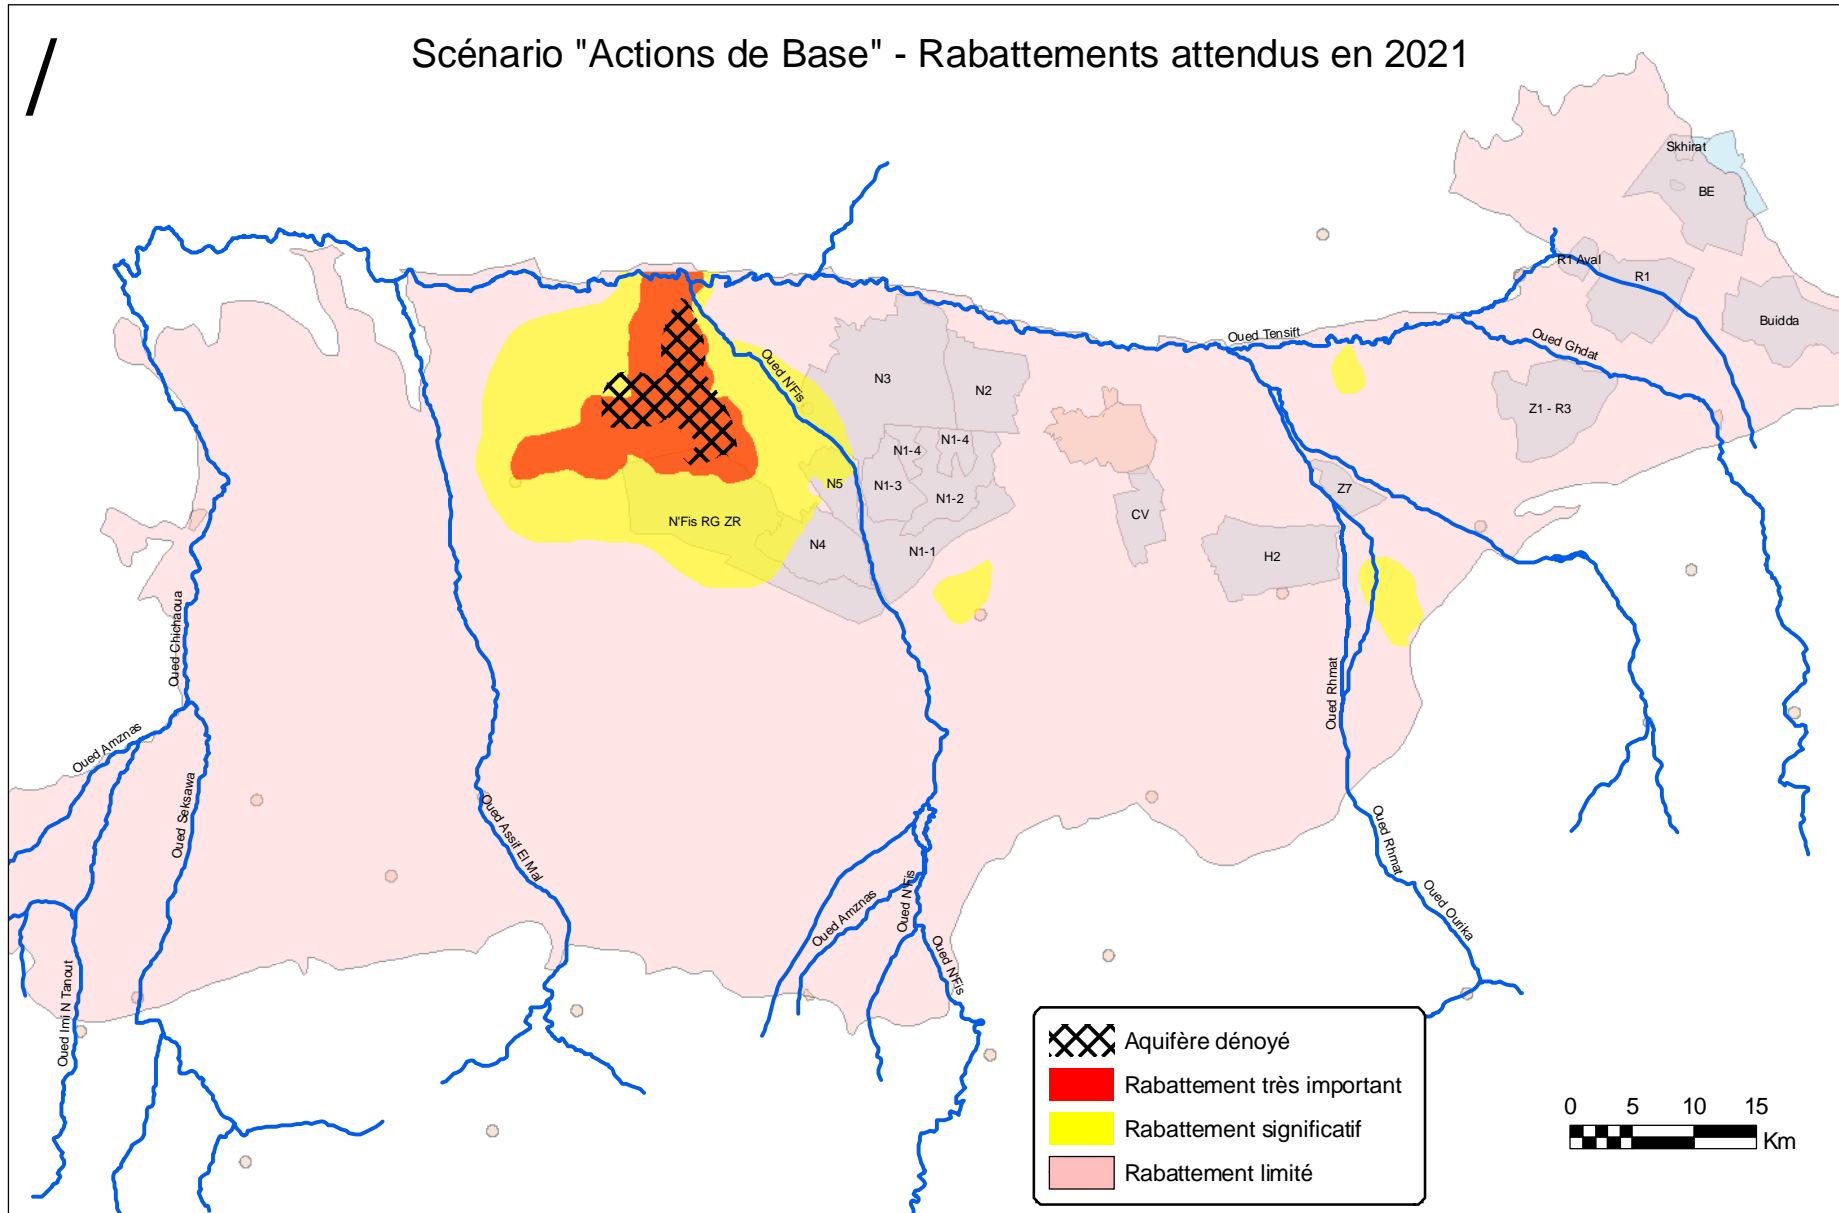 Scénario "Actions de Base" - Rabattements attendus en 2021
Skhirat
BE
R1 Aval
R1
Buidda
Oued Tensift
Oued Ghdat
Oued N'Fis
N3
N2
Z1 - R3
N1-4
N1-4
N5
N1-3
N1-2
Z7
CV
N'Fis RG ZR
N4
N1-1
H2
Oued Chichaoua
Oued Rhmat
Oued Amznas
Oued Seksawa
Oued Assif El Mal
Oued Rhmat
Oued Amznas
Oued N'Fis
Oued Ourika
Oued N'Fis
Oued Imi N Tanout
Aquifère dénoyé
Rabattement très important
Rabattement significatif
Rabattement limité
0 5 10 15
Km